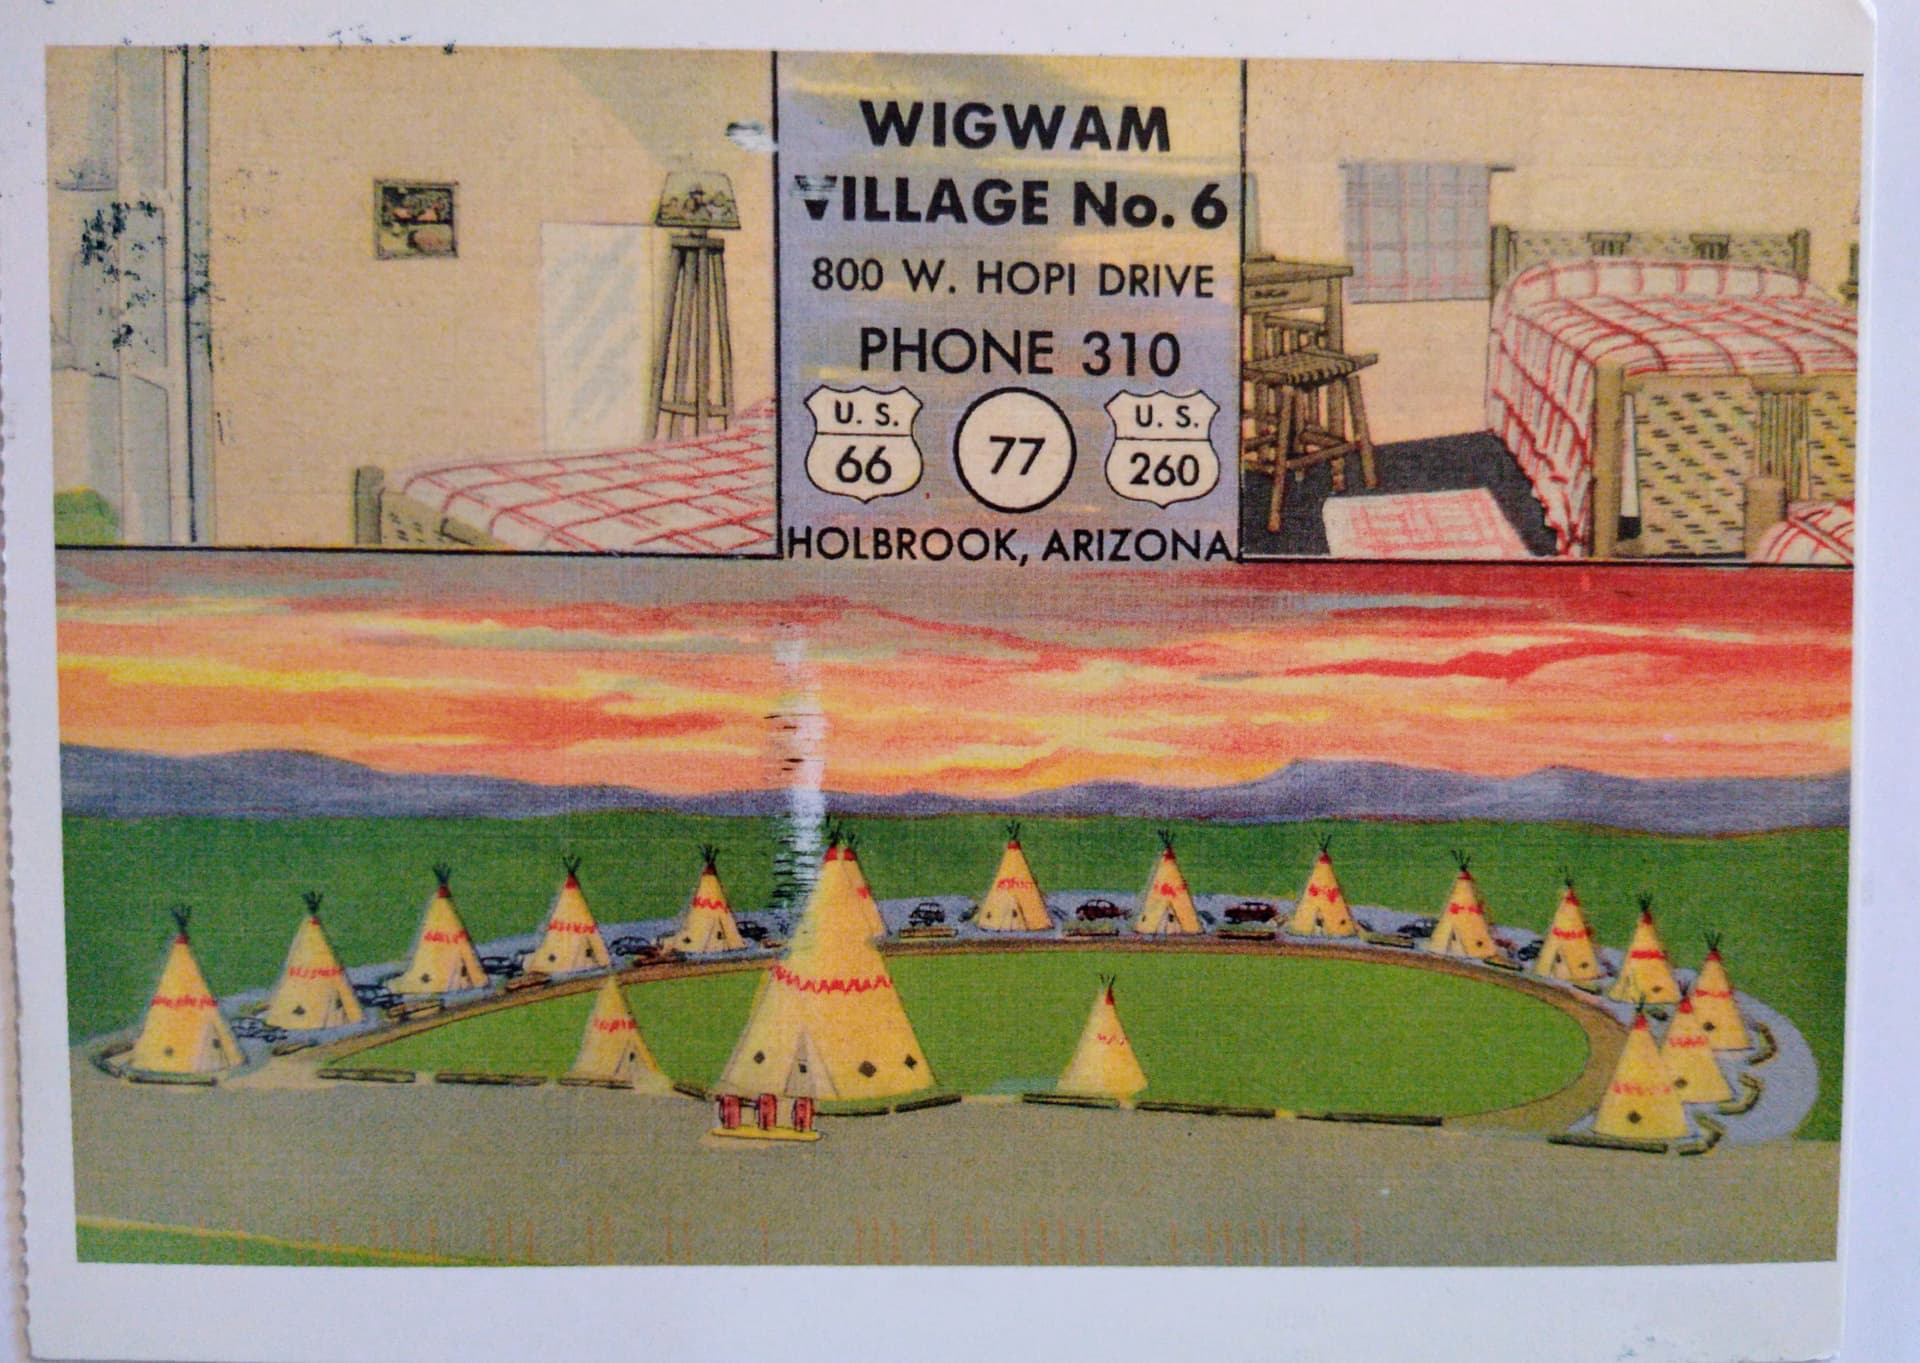 WIGWAM
VILLAGE No. 6
800 W. HOPI DRIVE
PHONE 310
U. S.
66
77
U. S.
260
HOLBROOK, ARIZONA